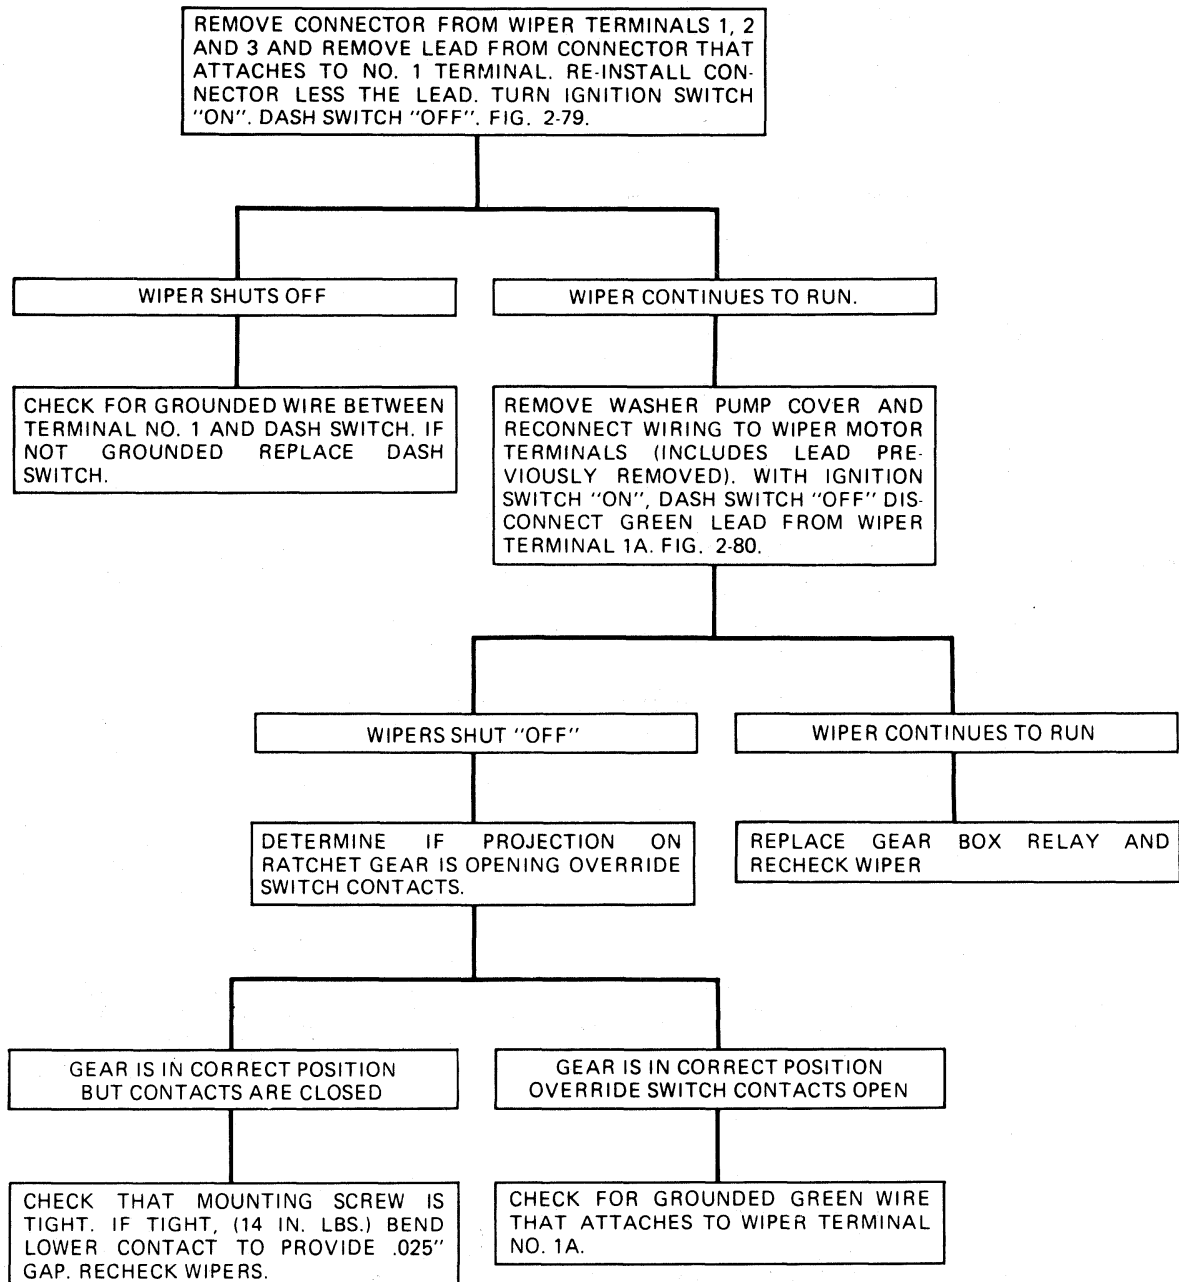 REMOVE CONNECTOR FROM WIPER TERMINALS 1, 2
AND 3 AND REMOVE LEAD FROM CONNECTOR THAT
ATTACHES TO NO. 1 TERMINAL. RE-INSTALL CON-
NECTOR LESS THE LEAD. TURN IGNITION SWITCH
"ON". DASH SWITCH "OFF". FIG. 2-79.
WIPER SHUTS OFF
WIPER CONTINUES TO RUN.
CHECK FOR GROUNDED WIRE BETWEEN
TERMINAL NO. 1 AND DASH SWITCH. IF
NOT GROUNDED REPLACE DASH
SWITCH.
REMOVE WASHER PUMP COVER AND
RECONNECT WIRING TO WIPER MOTOR
TERMINALS (INCLUDES LEAD PRE-
VIOUSLY REMOVED). WITH IGNITION
SWITCH "ON", DASH SWITCH "OFF" DIS-
CONNECT GREEN LEAD FROM WIPER
TERMINAL 1A. FIG. 2-80.
WIPERS SHUT "OFF"
WIPER CONTINUES TO RUN
DETERMINE IF PROJECTION ON
RATCHET GEAR IS OPENING OVERRIDE
SWITCH CONTACTS.
REPLACE GEAR BOX RELAY AND
RECHECK WIPER
GEAR IS IN CORRECT POSITION
BUT CONTACTS ARE CLOSED
GEAR IS IN CORRECT POSITION
OVERRIDE SWITCH CONTACTS OPEN
CHECK THAT MOUNTING SCREW IS
TIGHT. IF TIGHT, (14 IN. LBS.) BEND
LOWER CONTACT TO PROVIDE .025"
GAP. RECHECK WIPERS.
CHECK FOR GROUNDED GREEN WIRE
THAT ATTACHES TO WIPER TERMINAL
NO. 1A.